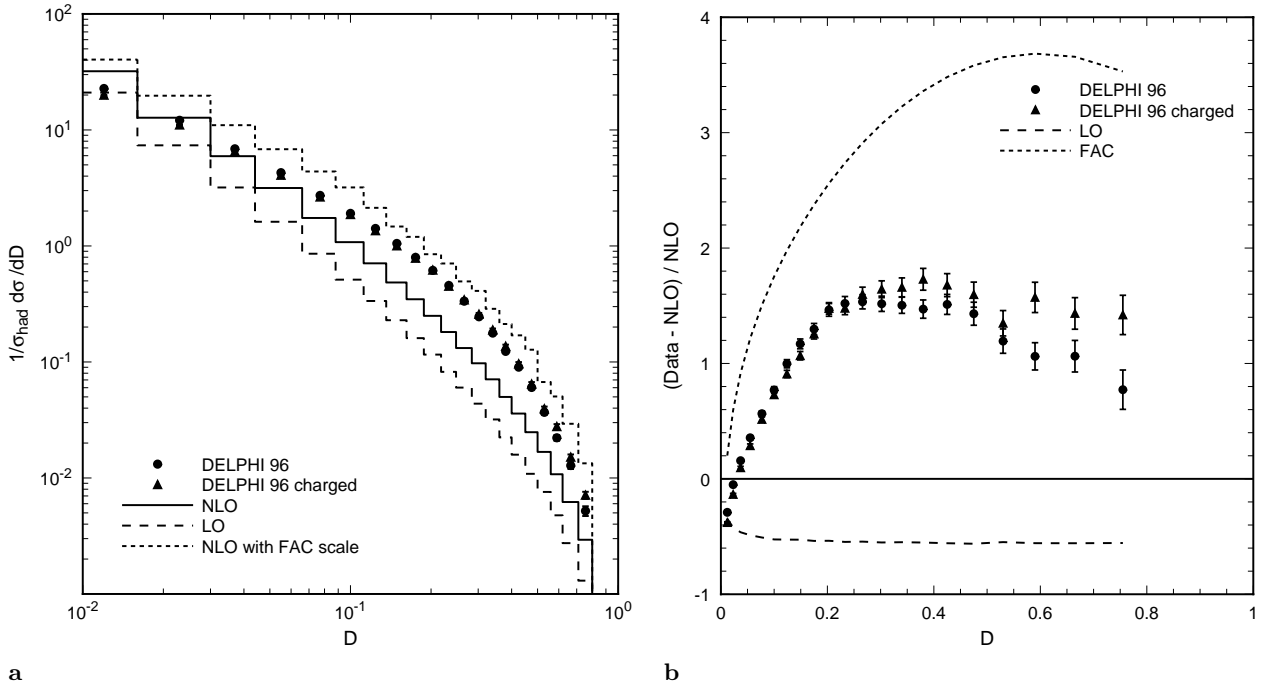 10^2
10^1
10^0
10^-1
10^-2
10^-2
10^-1
10^0
1/σ_had dσ/dD
D
DELPHI 96
DELPHI 96 charged
NLO
LO
NLO with FAC scale
a
4
3
2
1
0
-1
0
0.2
0.4
0.6
0.8
1
(Data - NLO) / NLO
D
DELPHI 96
DELPHI 96 charged
LO
FAC
b